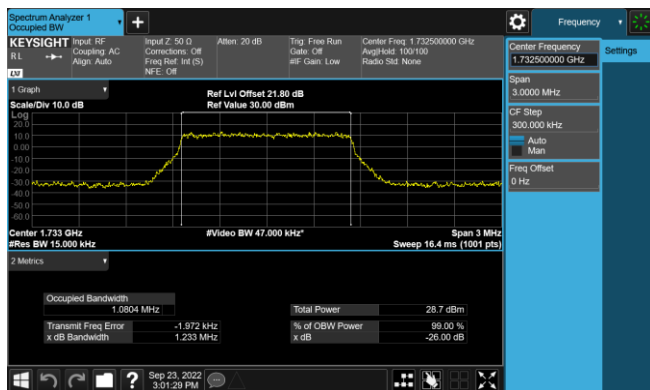 Spectrum Analyzer 1
Occupied BW
Frequency
KEYSIGHT
RL
Input: RF
Coupling: AC
Align: Auto
Input Z: 50 Ω
Corrections: Off
Freq Ref: Int (S)
NFE: Off
Atten: 20 dB
Trig: Free Run
Gate: Off
#IF Gain: Low
Center Freq: 1.732500000 GHz
Avg|Hold: 100/100
Radio Std: None
LXI
Center Frequency
1.732500000 GHz
Settings
Span
3.0000 MHz
CF Step
300.000 kHz
Auto
Man
Freq Offset
0 Hz
1 Graph
Scale/Div 10.0 dB
Ref Lvl Offset 21.80 dB
Ref Value 30.00 dBm
Log
20.0
10.0
0.00
-10.0
-20.0
-30.0
-40.0
-50.0
-60.0
Center 1.733 GHz
#Res BW 15.000 kHz
#Video BW 47.000 kHz*
Span 3 MHz
Sweep 16.4 ms (1001 pts)
2 Metrics
Occupied Bandwidth
1.0804 MHz
Total Power 28.7 dBm
Transmit Freq Error -1.972 kHz
% of OBW Power 99.00 %
x dB Bandwidth 1.233 MHz
x dB -26.00 dB
Sep 23, 2022
3:01:29 PM